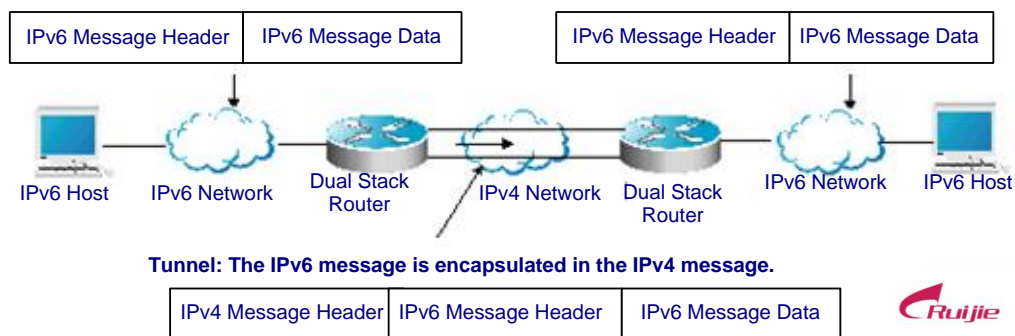 IPv6 Message Header IPv6 Message Data
IPv6 Message Header IPv6 Message Data
IPv6 Host
IPv6 Network
Dual Stack
Router
IPv4 Network
Dual Stack
Router
IPv6 Network
IPv6 Host
Tunnel: The IPv6 message is encapsulated in the IPv4 message.
IPv4 Message Header IPv6 Message Header IPv6 Message Data
Ruijie